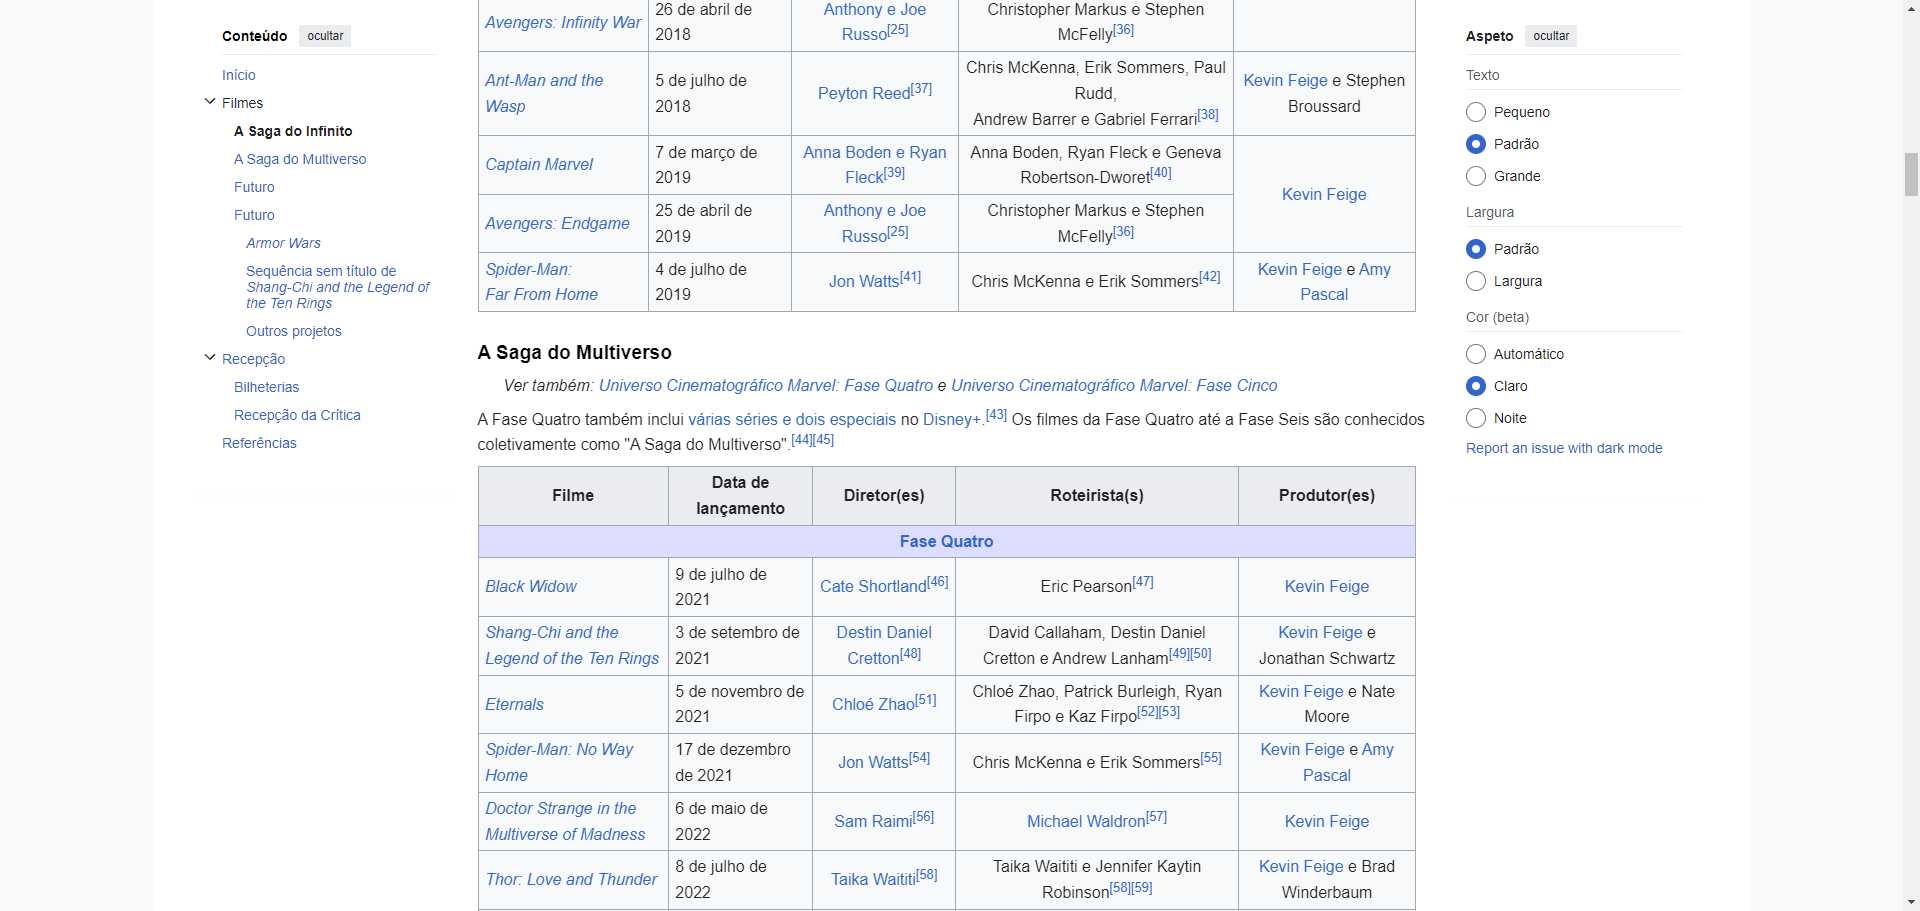 Conteúdo ocultar
Início
Filmes
A Saga do Infinito
A Saga do Multiverso
Futuro
Futuro
Armor Wars
Sequência sem título de
Shang-Chi and the Legend of
the Ten Rings
Outros projetos
Recepção
Bilheterias
Recepção da Crítica
Referências
Avengers: Infinity War
26 de abril de
2018
Anthony e Joe
Russo[25]
Christopher Markus e Stephen
McFelly[36]
Ant-Man and the
Wasp
5 de julho de
2018
Peyton Reed[37]
Chris McKenna, Erik Sommers, Paul
Rudd,
Andrew Barrer e Gabriel Ferrari[38]
Kevin Feige e Stephen
Broussard
Captain Marvel
7 de março de
2019
Anna Boden e Ryan
Fleck[39]
Anna Boden, Ryan Fleck e Geneva
Robertson-Dworet[40]
Kevin Feige
Avengers: Endgame
25 de abril de
2019
Anthony e Joe
Russo[25]
Christopher Markus e Stephen
McFelly[36]
Spider-Man:
Far From Home
4 de julho de
2019
Jon Watts[41]
Chris McKenna e Erik Sommers[42]
Kevin Feige e Amy
Pascal
A Saga do Multiverso
Ver também: Universo Cinematográfico Marvel: Fase Quatro e Universo Cinematográfico Marvel: Fase Cinco
A Fase Quatro também inclui várias séries e dois especiais no Disney+.[43] Os filmes da Fase Quatro até a Fase Seis são conhecidos
coletivamente como "A Saga do Multiverso".[44][45]
Filme
Data de
lançamento
Diretor(es)
Roteirista(s)
Produtor(es)
Fase Quatro
Black Widow
9 de julho de
2021
Cate Shortland[46]
Eric Pearson[47]
Kevin Feige
Shang-Chi and the
Legend of the Ten Rings
3 de setembro de
2021
Destin Daniel
Cretton[48]
David Callaham, Destin Daniel
Cretton e Andrew Lanham[49][50]
Kevin Feige e
Jonathan Schwartz
Eternals
5 de novembro de
2021
Chloé Zhao[51]
Chloé Zhao, Patrick Burleigh, Ryan
Firpo e Kaz Firpo[52][53]
Kevin Feige e Nate
Moore
Spider-Man: No Way
Home
17 de dezembro
de 2021
Jon Watts[54]
Chris McKenna e Erik Sommers[55]
Kevin Feige e Amy
Pascal
Doctor Strange in the
Multiverse of Madness
6 de maio de
2022
Sam Raimi[56]
Michael Waldron[57]
Kevin Feige
Thor: Love and Thunder
8 de julho de
2022
Taika Waititi[58]
Taika Waititi e Jennifer Kaytin
Robinson[58][59]
Kevin Feige e Brad
Winderbaum
Aspeto ocultar
Texto
Pequeno
Padrão
Grande
Largura
Padrão
Largura
Cor (beta)
Automático
Claro
Noite
Report an issue with dark mode